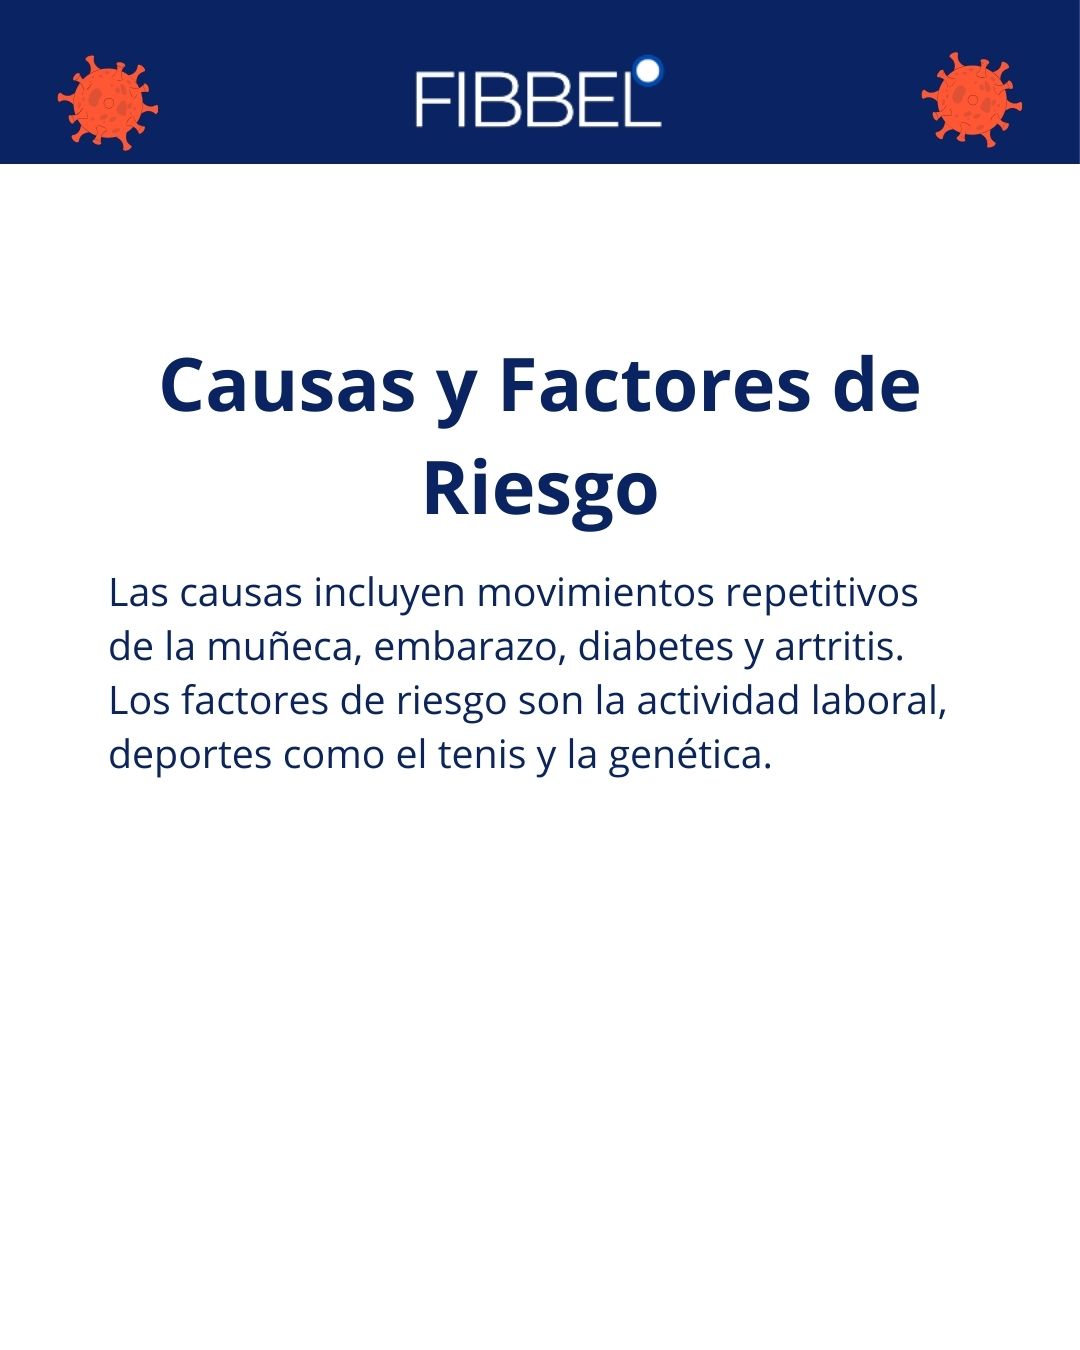 FIBBEL
Causas y Factores de
Riesgo
Las causas incluyen movimientos repetitivos
de la muñeca, embarazo, diabetes y artritis.
Los factores de riesgo son la actividad laboral,
deportes como el tenis y la genética.